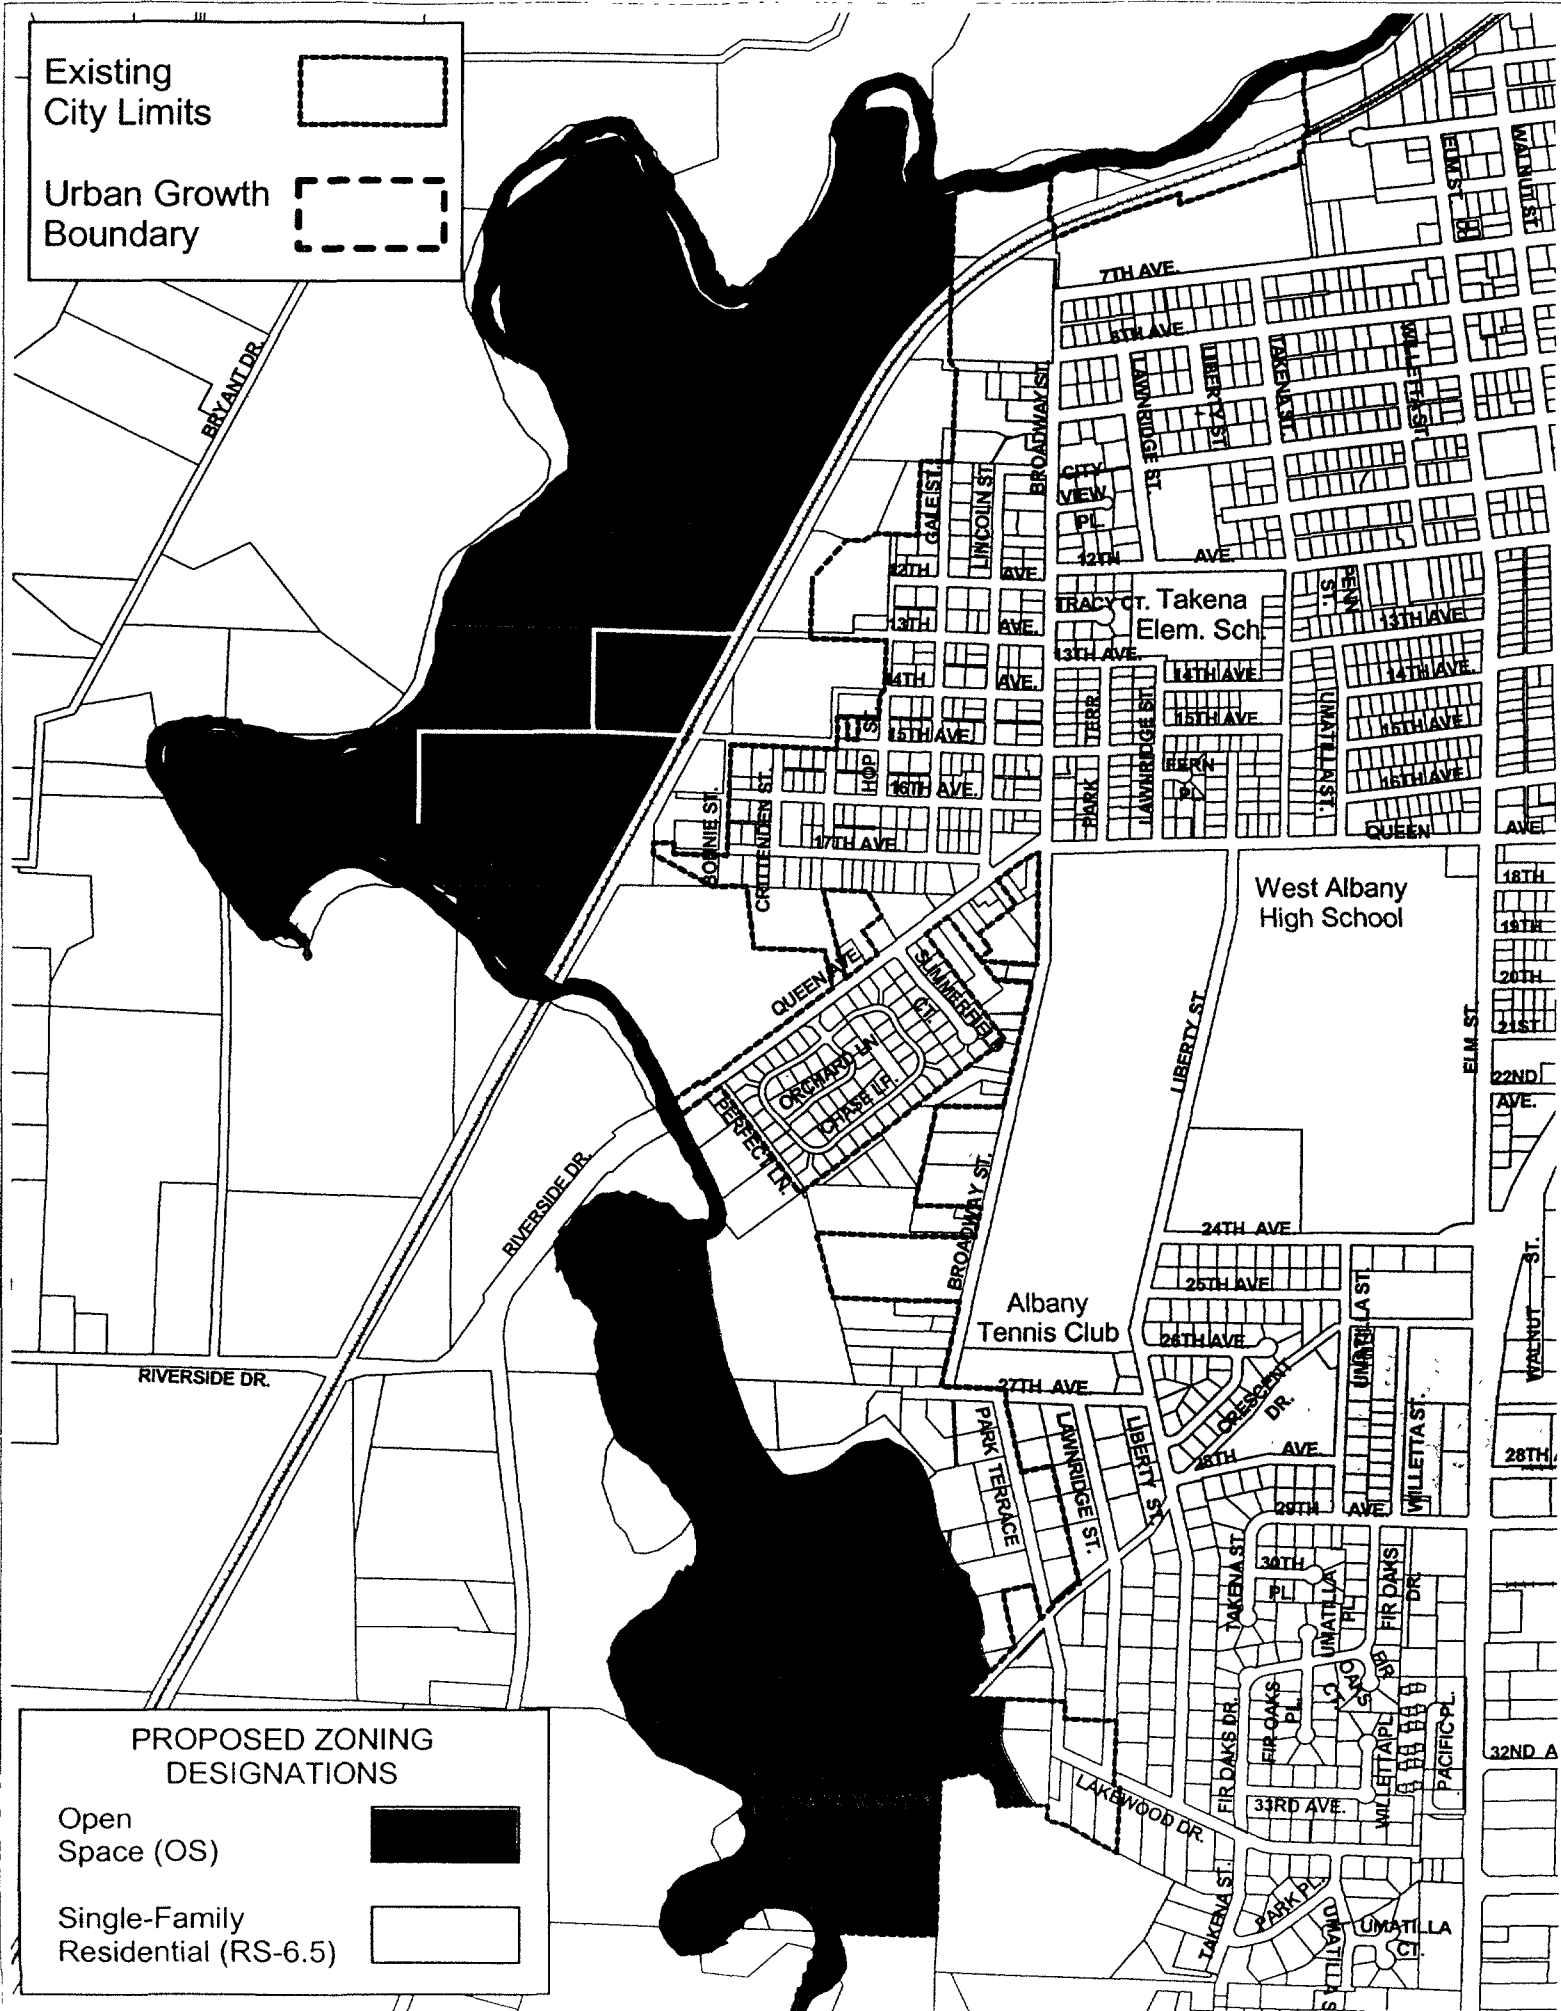 Existing
City Limits
Urban Growth
Boundary
BRYANT DR.
ELM ST.
WALNUT ST.
7TH AVE.
8TH AVE.
BROADWAY ST.
LAWNRIDGE ST.
LIBERTY ST.
TAKENA ST.
WILLETTA ST.
GALE ST.
LINCOLN ST.
CITY
VIEW
PL.
12TH
AVE.
12TH
AVE.
TRACY CT.
Takena
Elem. Sch.
PENN
ST.
13TH
AVE.
13TH AVE.
13TH AVE.
14TH
AVE.
14TH AVE.
14TH AVE.
HOP ST.
15TH AVE.
PARK TERR.
LAWNRIDGE ST.
15TH AVE.
UMATILLA ST.
15TH AVE.
FERN
PL.
16TH AVE.
16TH AVE.
BONNIE ST.
CRITTENDEN ST.
17TH AVE.
QUEEN
AVE.
West Albany
High School
18TH
19TH
20TH
21ST
22ND
AVE.
QUEEN AVE.
SUMMERFIELD
CT.
ORCHARD LN.
CHASE LP.
PERFECT LN.
LIBERTY ST.
ELM ST.
RIVERSIDE DR.
BROADWAY ST.
24TH AVE.
25TH AVE.
26TH AVE.
UMATILLA ST.
WALNUT ST.
Albany
Tennis Club
CRESCENT
DR.
RIVERSIDE DR.
27TH AVE.
PARK TERRACE
LAWNRIDGE ST.
LIBERTY ST.
28TH
AVE.
WILLETTA ST.
28TH
29TH
AVE.
TAKENA ST.
30TH
PL.
UMATILLA
PL.
FIR OAKS
DR.
FIR
OAKS
CT.
FIR OAKS DR.
FIR OAKS
PL.
WILLETTA PL.
PACIFIC PL.
32ND A
LAKEWOOD DR.
33RD AVE.
TAKENA ST.
PARK PL.
UMATILLA S
UMATILLA
CT.
PROPOSED ZONING
DESIGNATIONS
Open
Space (OS)
Single-Family
Residential (RS-6.5)